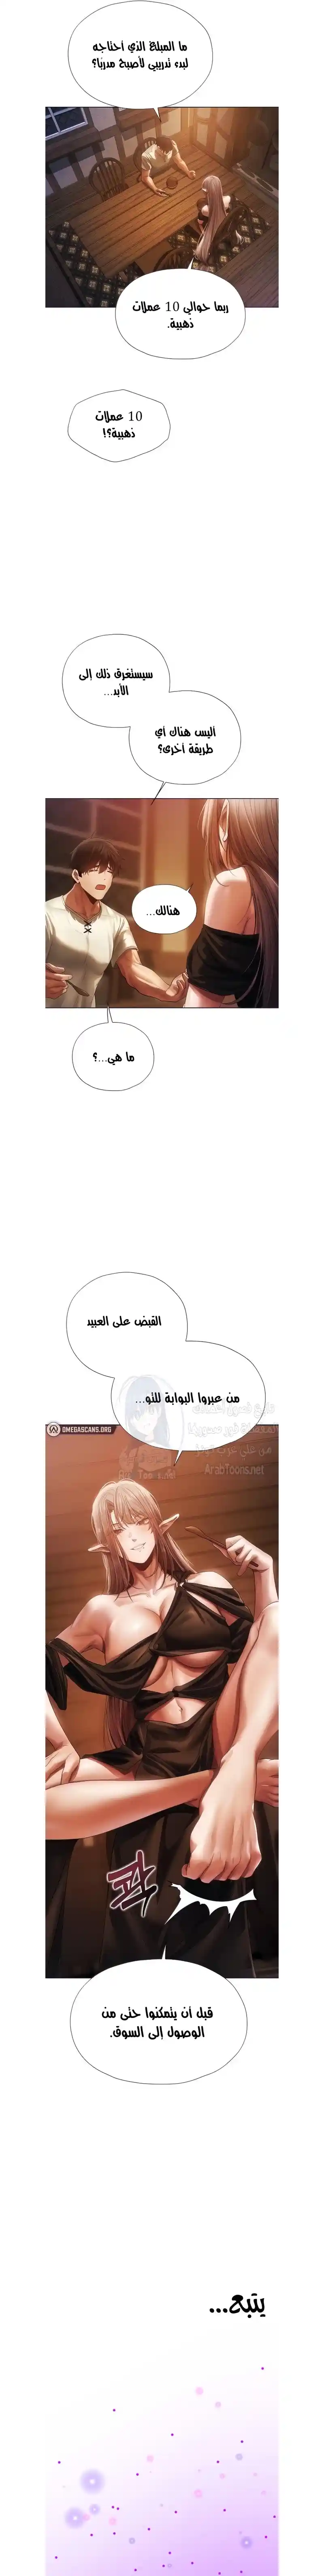 ما المبلغ الذي أحتاجه
لبدء تدريبي لأصبح مدربًا؟
ربما حوالي 10 عملات
ذهبية.
10 عملات
ذهبية؟!
سيستغرق ذلك إلى
الأبد...
أليس هناك أي
طريقة أخرى؟
هنالك...
ما هي...؟
القبض على العبيد
من عبروا البوابة للتو...
OMEGASCANS.ORG
ArabToons.net
قبل أن يتمكنوا حتى من
الوصول إلى السوق.
يتبع...